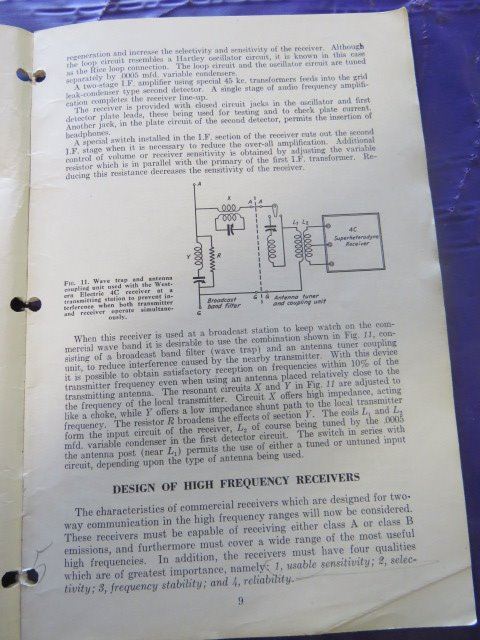 regeneration and increase the selectivity and sensitivity of the receiver. Although
the loop circuit resembles a Hartley oscillator circuit, it is known in this case
as the Rice loop connection. The loop circuit and the oscillator circuit are tuned
separately by .0005 mfd. variable condensers.
A two-stage I.F. amplifier using special 45 kc. transformers feeds into the grid
leak-condenser type second detector. A single stage of audio frequency amplifi-
cation completes the receiver line-up.
The receiver is provided with closed circuit jacks in the oscillator and first
detector plate leads, these being used for testing and to check plate current.
Another jack, in the plate circuit of the second detector, permits the insertion of
headphones.
A special switch installed in the I.F. section of the receiver cuts out the second
I.F. stage when it is necessary to reduce the over-all amplification. Additional
control of volume or receiver sensitivity is obtained by adjusting the variable
resistor which is in parallel with the primary of the first I.F. transformer. Re-
ducing this resistance decreases the sensitivity of the receiver.
A
X
A
A
Y
R
L1 L2
4C
Superheterodyne
Receiver
G
G
G
Broadcast
band filter
Antenna tuner
and coupling unit
Fig. 11. Wave trap and antenna
coupling unit used with the West-
ern Electric 4C receiver at a
transmitting station to prevent in-
terference when both transmitter
and receiver operate simultane-
ously.
When this receiver is used at a broadcast station to keep watch on the com-
mercial wave band it is desirable to use the combination shown in Fig. 11, con-
sisting of a broadcast band filter (wave trap) and an antenna tuner coupling
unit, to reduce interference caused by the nearby transmitter. With this device
it is possible to obtain satisfactory reception on frequencies within 10% of the
transmitter frequency even when using an antenna placed relatively close to the
transmitting antenna. The resonant circuits X and Y in Fig. 11 are adjusted to
the frequency of the local transmitter. Circuit X offers high impedance, acting
like a choke, while Y offers a low impedance shunt path to the local transmitter
frequency. The resistor R broadens the effects of section Y. The coils L1 and L2
form the input circuit of the receiver, L2 of course being tuned by the .0005
mfd. variable condenser in the first detector circuit. The switch in series with
the antenna post (near L1) permits the use of either a tuned or untuned input
circuit, depending upon the type of antenna being used.
DESIGN OF HIGH FREQUENCY RECEIVERS
The characteristics of commercial receivers which are designed for two-
way communication in the high frequency ranges will now be considered.
These receivers must be capable of receiving either class A or class B
emissions, and furthermore must cover a wide range of the most useful
high frequencies. In addition, the receivers must have four qualities
which are of greatest importance, namely: 1, usable sensitivity; 2, selec-
tivity; 3, frequency stability; and 4, reliability.
9